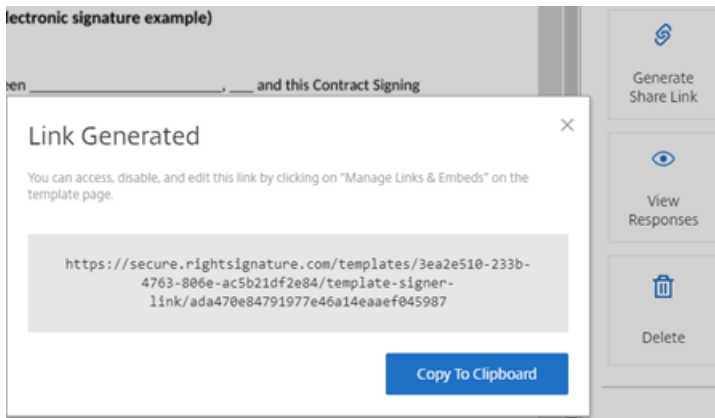 lectronic signature example)
een ________________________, ___ and this Contract Signing
Link Generated
You can access, disable, and edit this link by clicking on "Manage Links & Embeds" on the
template page.
https://secure.rightsignature.com/templates/3ea2e510-233b-
4763-806e-ac5b21df2e84/template-signer-
link/ada470e84791977e46a14eaaef045987
Copy To Clipboard
Generate
Share Link
View
Responses
Delete